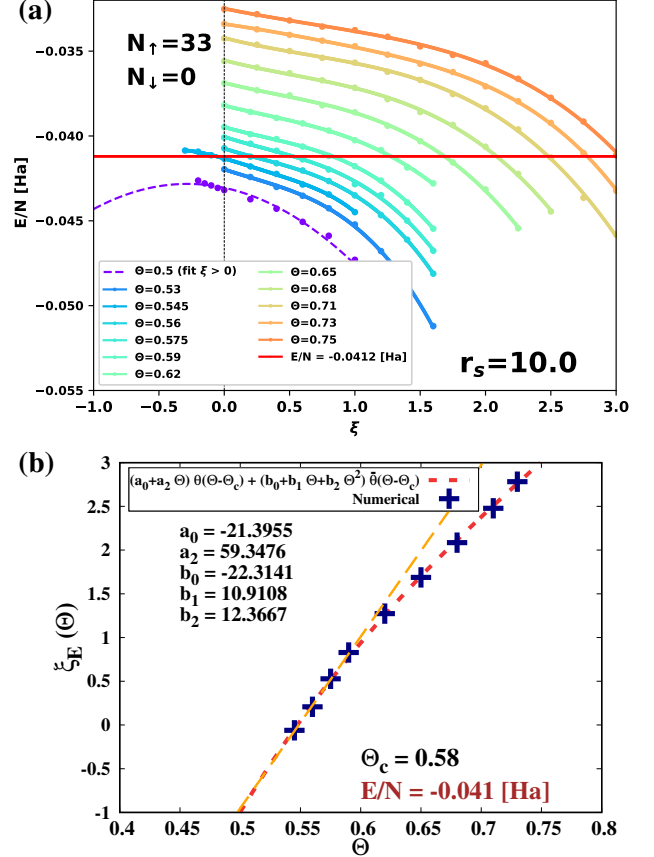 (a)
N↑=33
N↓=0
E/N [Ha]
−0.035
−0.040
−0.045
−0.050
−0.055
Θ=0.5 (fit ξ > 0)
Θ=0.53
Θ=0.545
Θ=0.56
Θ=0.575
Θ=0.59
Θ=0.62
Θ=0.65
Θ=0.68
Θ=0.71
Θ=0.73
Θ=0.75
E/N = -0.0412 [Ha]
rs=10.0
−1.0 −0.5 0.0 0.5 1.0 1.5 2.0 2.5 3.0
ξ
(b)
(a0+a2 Θ) θ(Θ-Θc) + (b0+b1 Θ+b2 Θ²) θ̄(Θ-Θc)
Numerical
a0 = -21.3955
a2 = 59.3476
b0 = -22.3141
b1 = 10.9108
b2 = 12.3667
ξE (Θ)
3
2.5
2
1.5
1
0.5
0
-0.5
-1
Θc = 0.58
E/N = -0.041 [Ha]
0.4 0.45 0.5 0.55 0.6 0.65 0.7 0.75 0.8
Θ